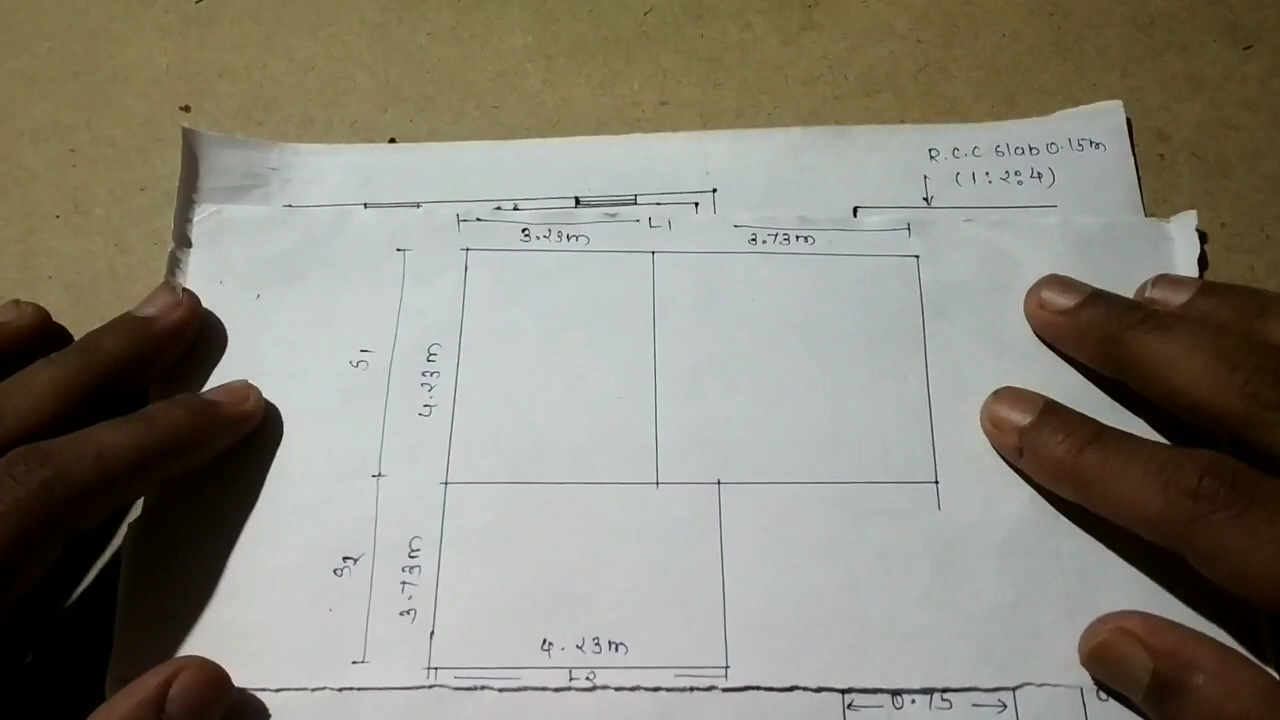 R.C.C Slab 0.15m
(1:2:4)
3.23m
L1
3.73m
S1
4.23m
S2
3.73m
4.23m
L2
0.75